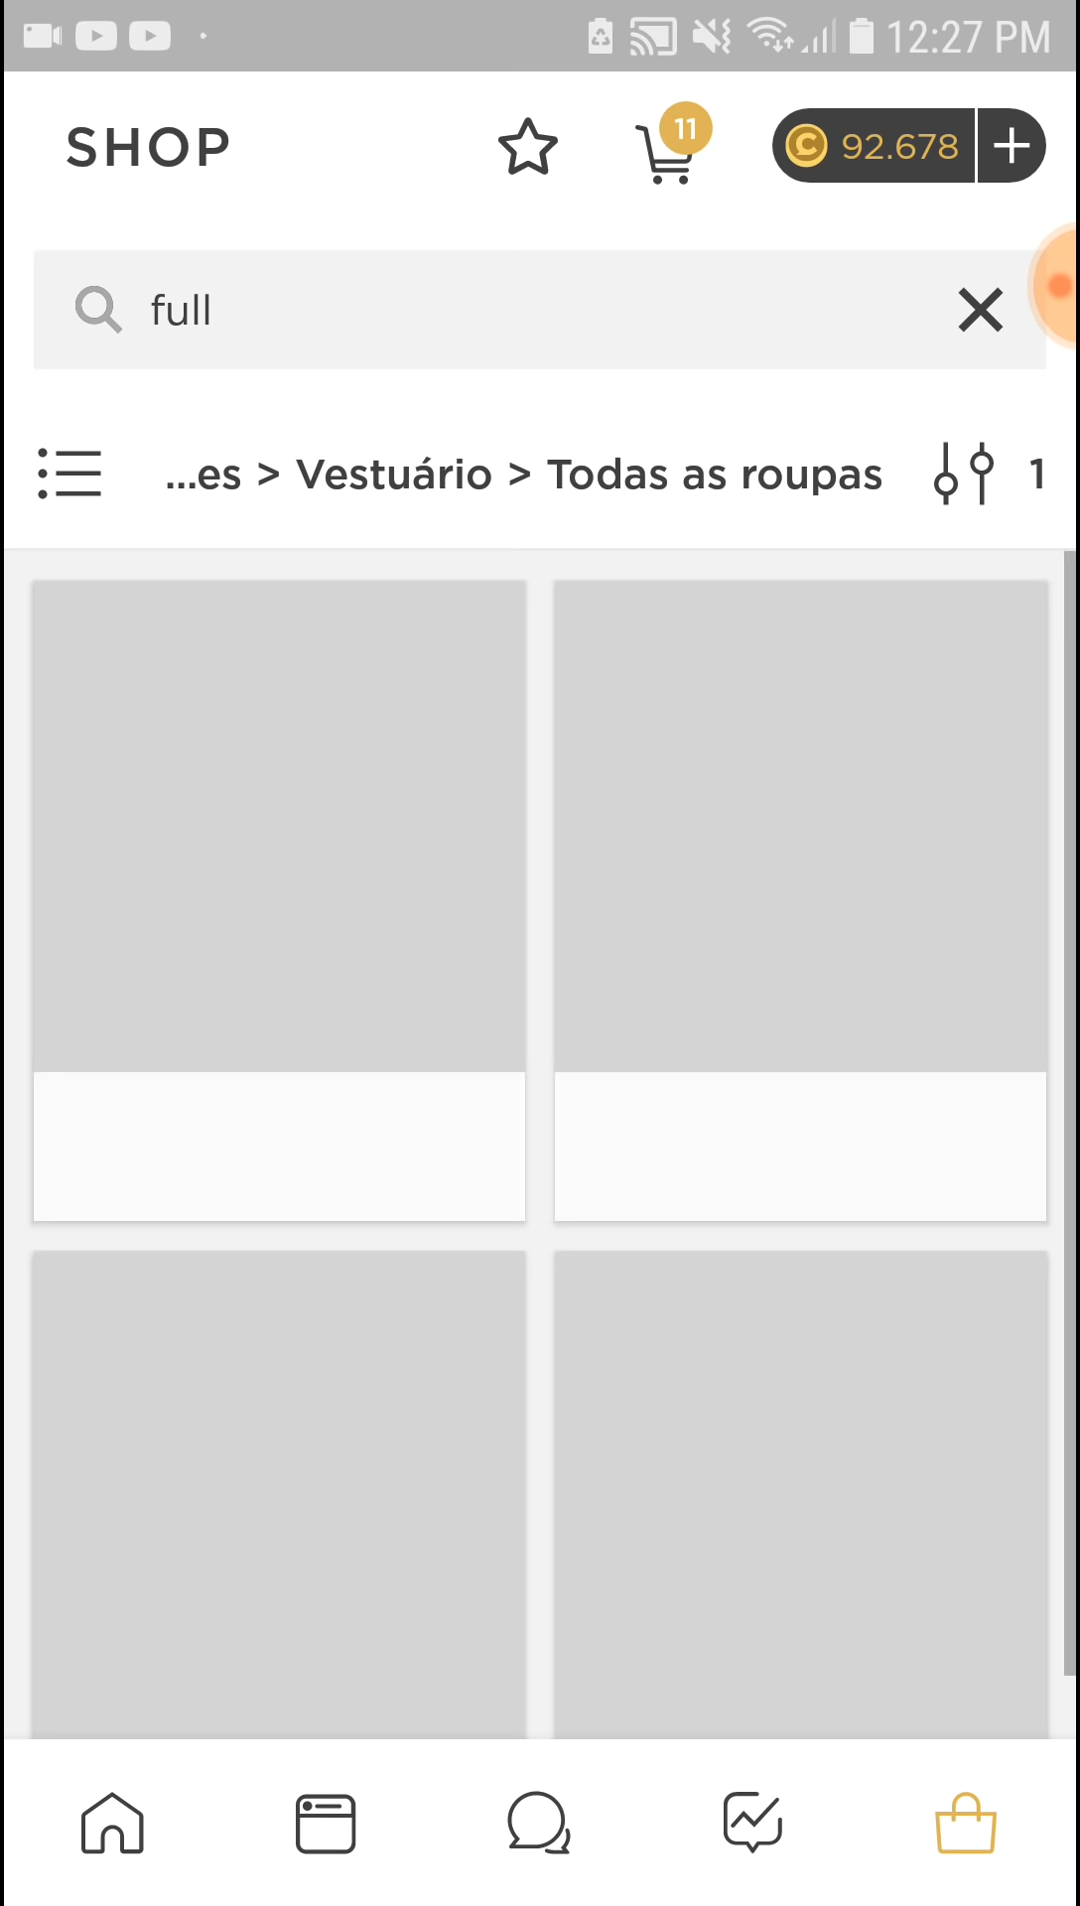 12:27 PM
SHOP
11
92.678
full
...es > Vestuário > Todas as roupas
1